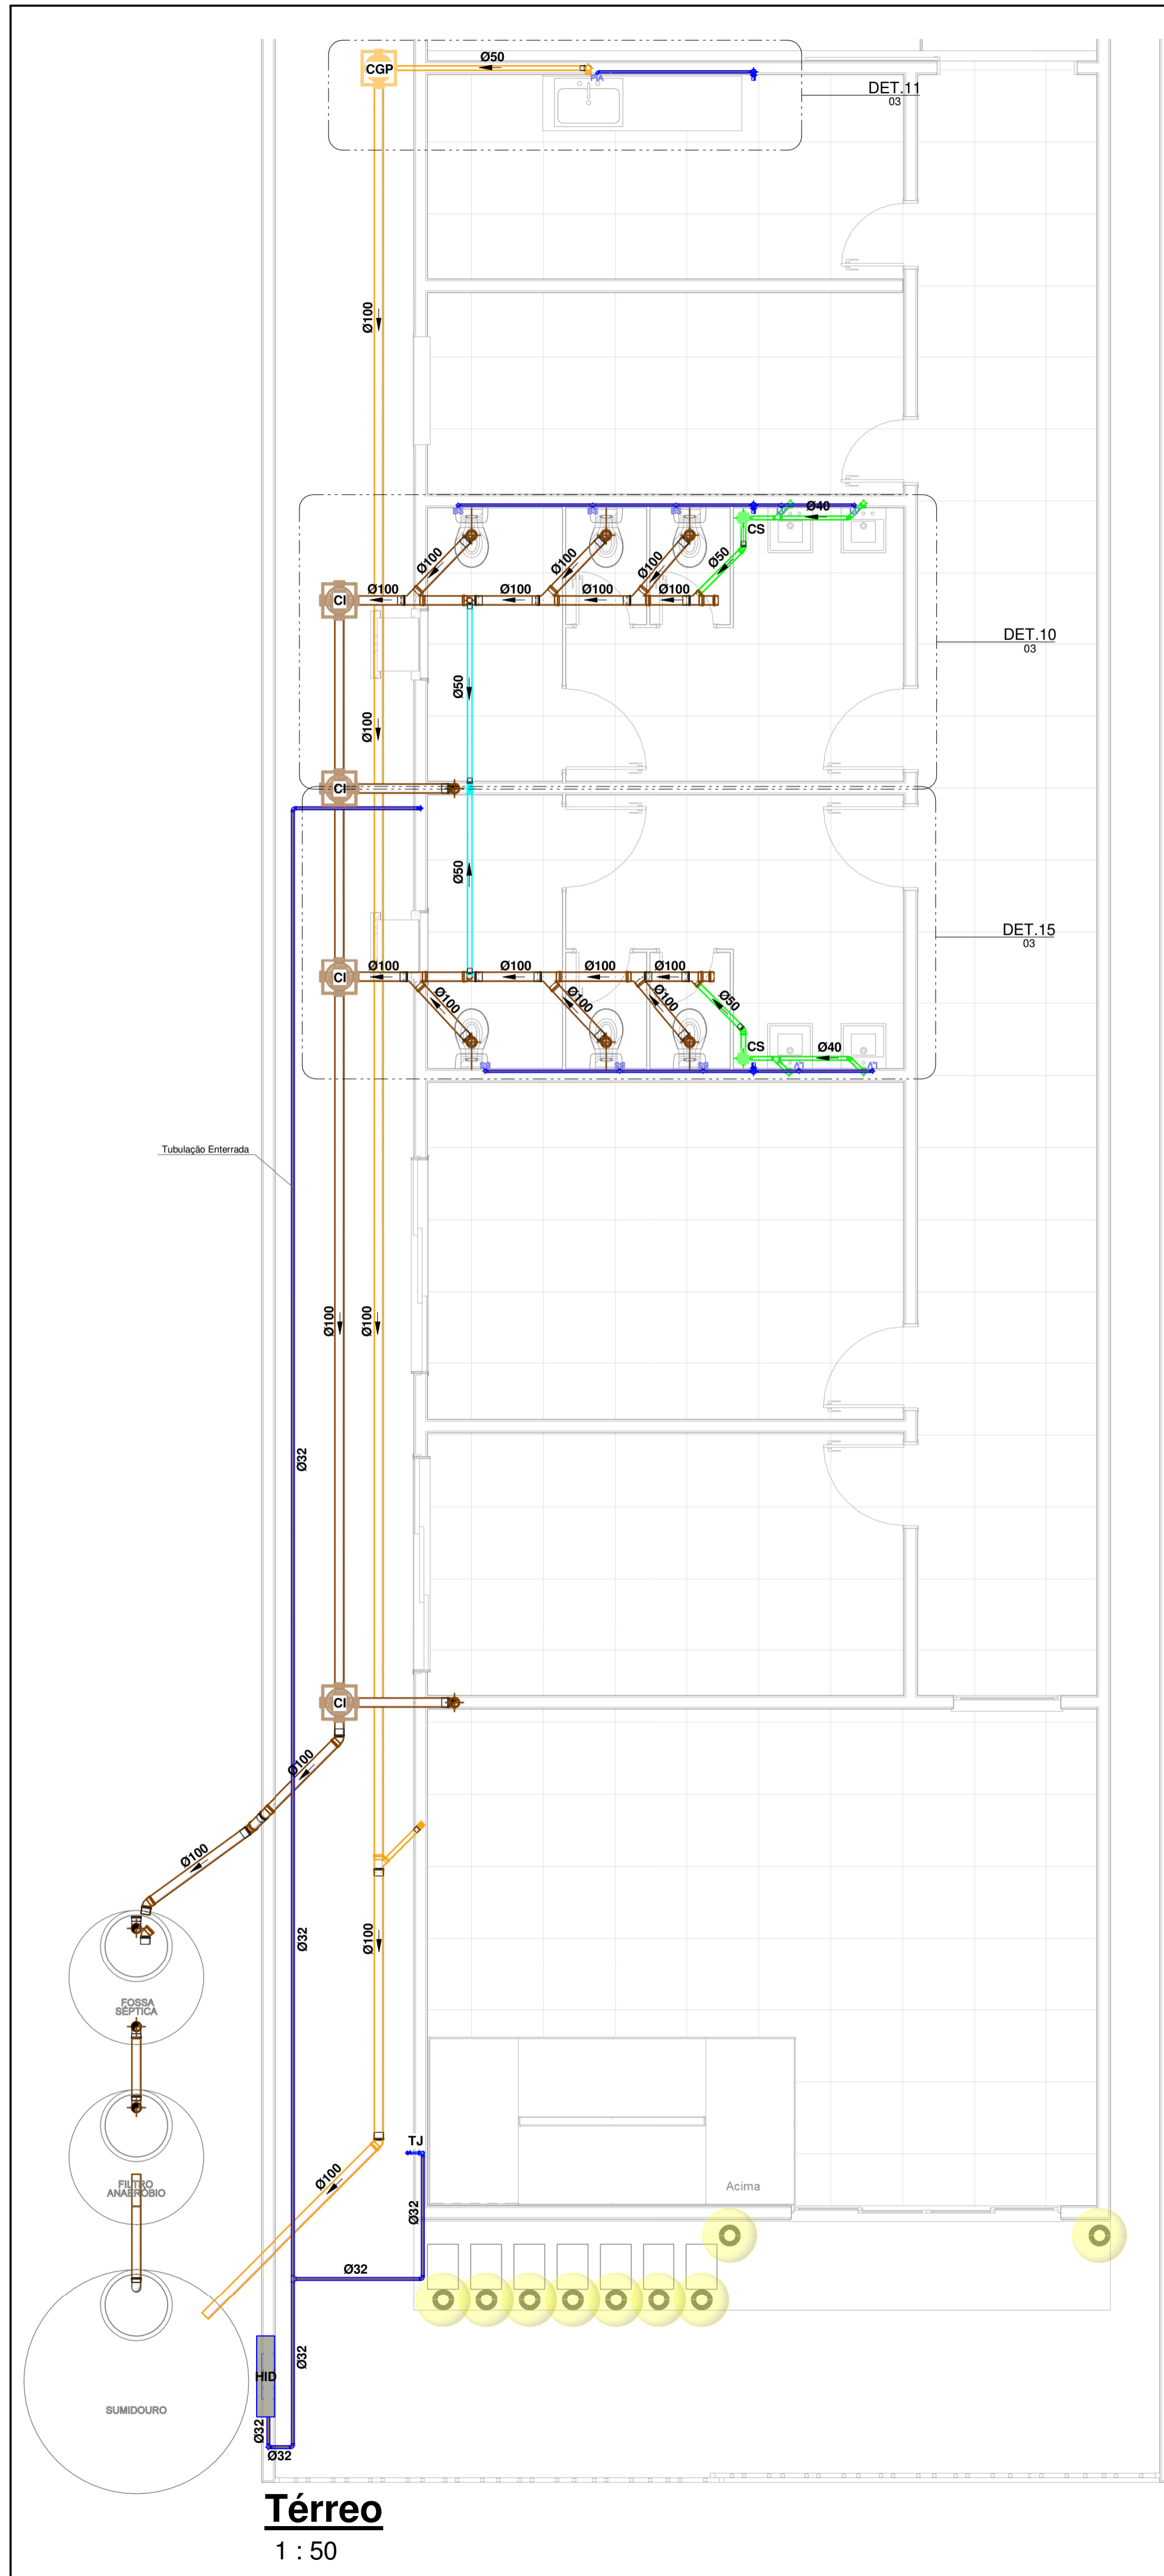 CGP
Ø50
PIA
DET.11
03
Ø100
Ø40
CS
Ø50
Ø100
Ø100
Ø100
Ø100
Ø100
Ø100
Ø100
CI
DET.10
03
Ø50
Ø100
CI
Ø50
DET.15
03
CI
Ø100
Ø100
Ø100
Ø100
Ø100
Ø100
Ø100
Ø50
CS
Ø40
Tubulação Enterrada
Ø100
Ø100
Ø32
CI
Ø100
Ø100
Ø32
Ø100
FOSSA
SÉPTICA
TJ
Ø100
FILTRO
ANAERÓBIO
Acima
Ø32
Ø32
Ø32
HID
SUMIDOURO
Ø32
Ø32
Térreo
1 : 50